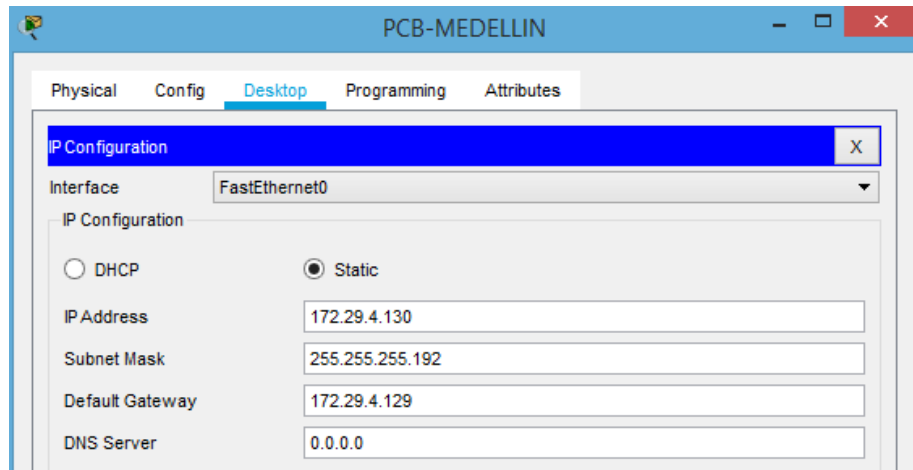 PCB-MEDELLIN
Physical Config Desktop Programming Attributes
IP Configuration X
Interface FastEthernet0
IP Configuration
DHCP Static
IP Address 172.29.4.130
Subnet Mask 255.255.255.192
Default Gateway 172.29.4.129
DNS Server 0.0.0.0